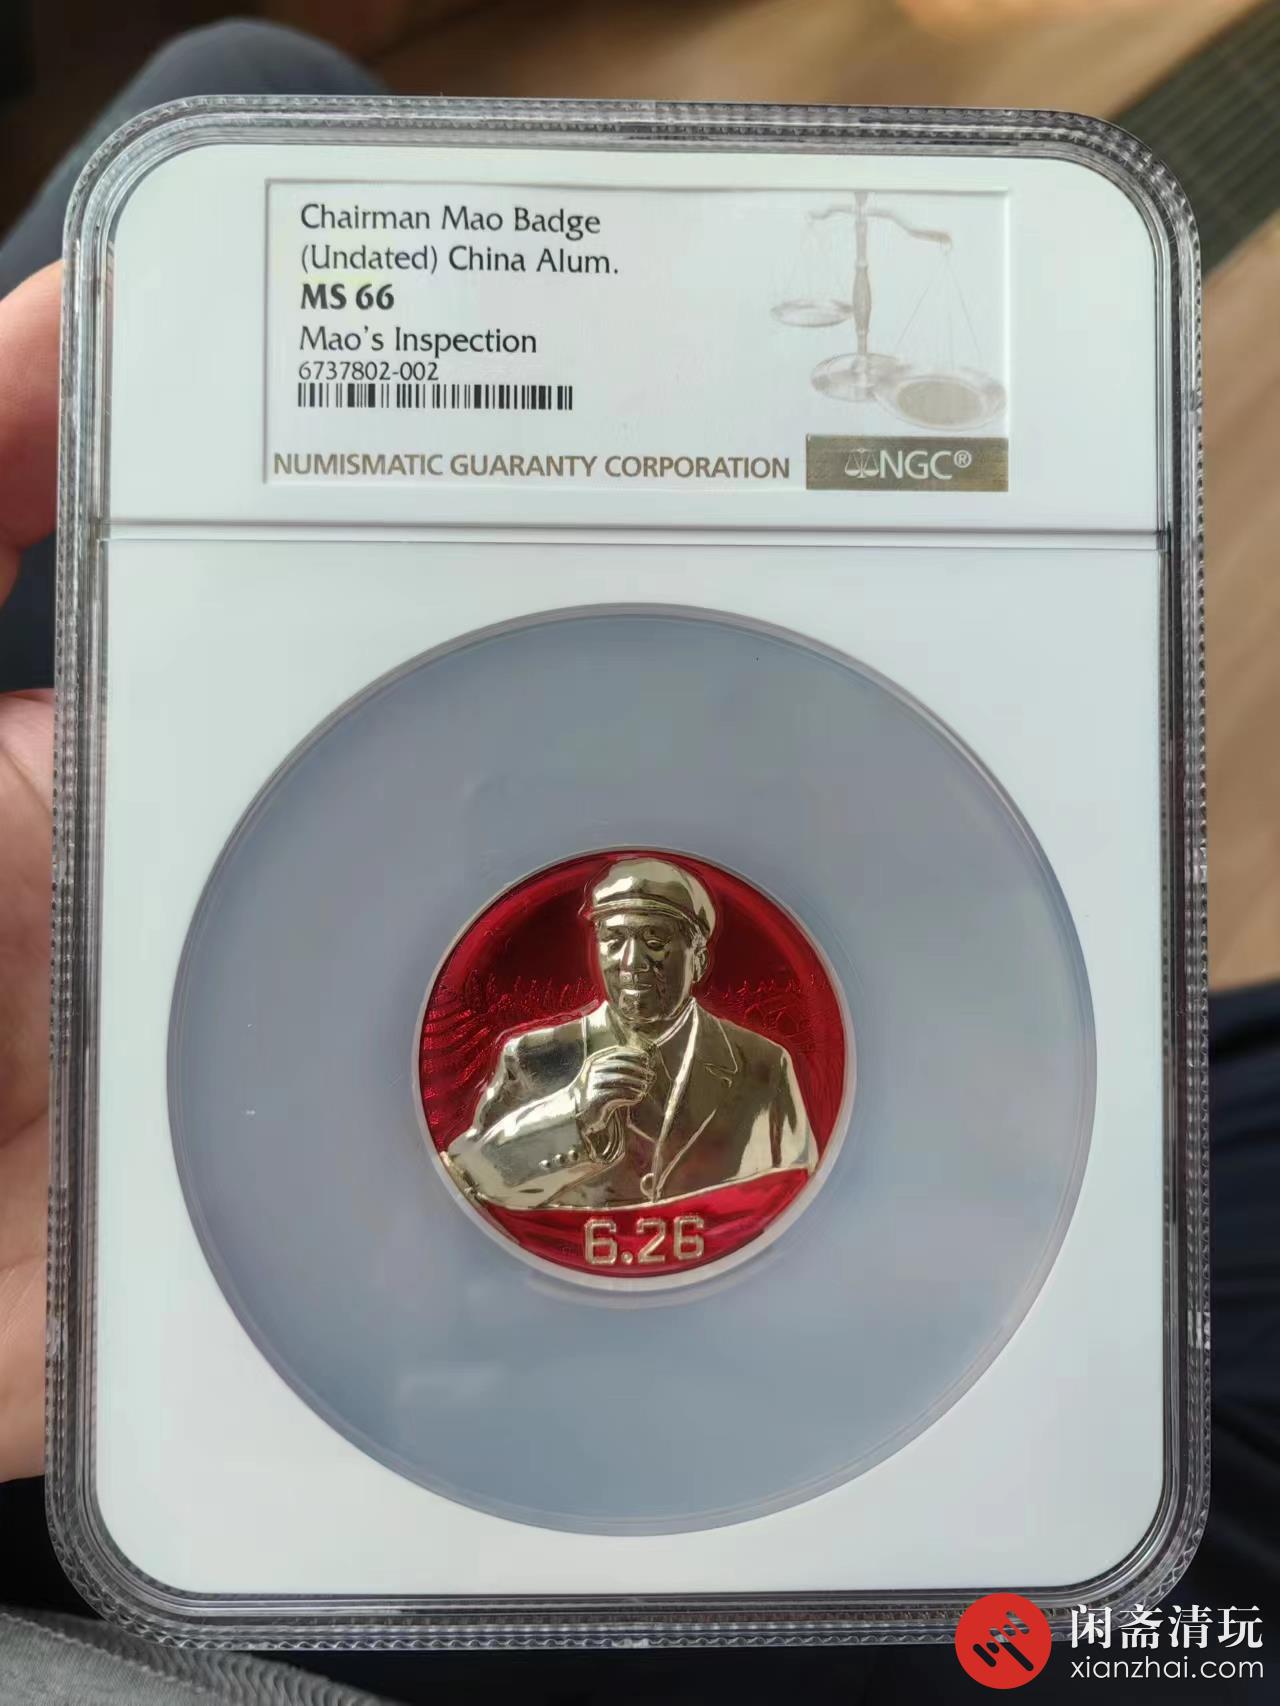 Chairman Mao Badge
(Undated) China Alum.
MS 66
Mao's Inspection
6737802-002
NUMISMATIC GUARANTY CORPORATION
NGC®
6.26
闲斋清玩
xianzhai.com